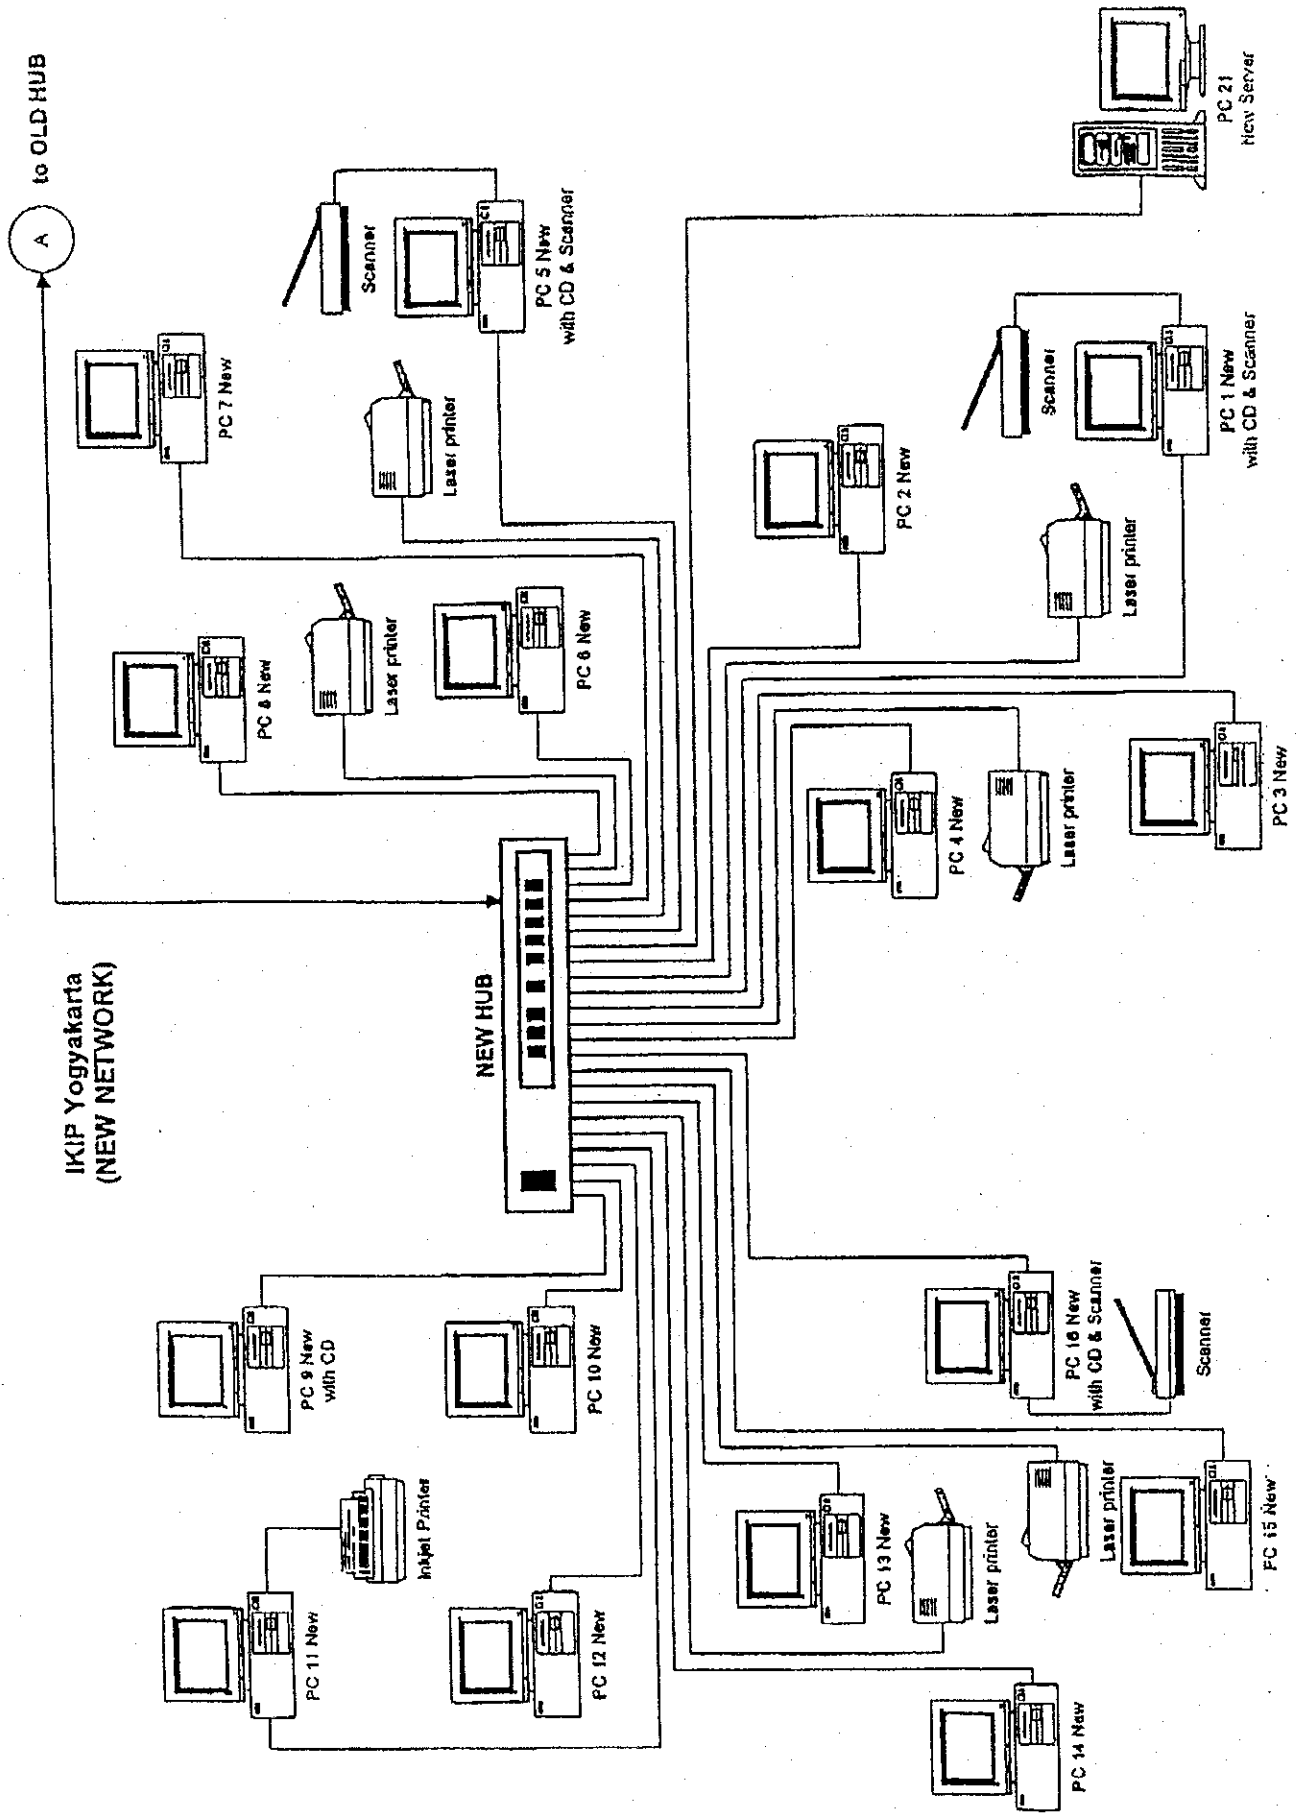 IKIP Yogyakarta
(NEW NETWORK)
A
to OLD HUB
NEW HUB
PC 9 New
with CD
PC 10 New
PC 11 New
Inkjet Printer
PC 12 New
PC 8 New
Laser printer
PC 6 New
PC 7 New
Laser printer
Scanner
PC 5 New
with CD & Scanner
PC 13 New
Laser printer
PC 14 New
Laser printer
PC 15 New
PC 16 New
with CD & Scanner
Scanner
PC 4 New
Laser printer
PC 3 New
PC 2 New
Laser printer
Scanner
PC 1 New
with CD & Scanner
PC 21
New Server